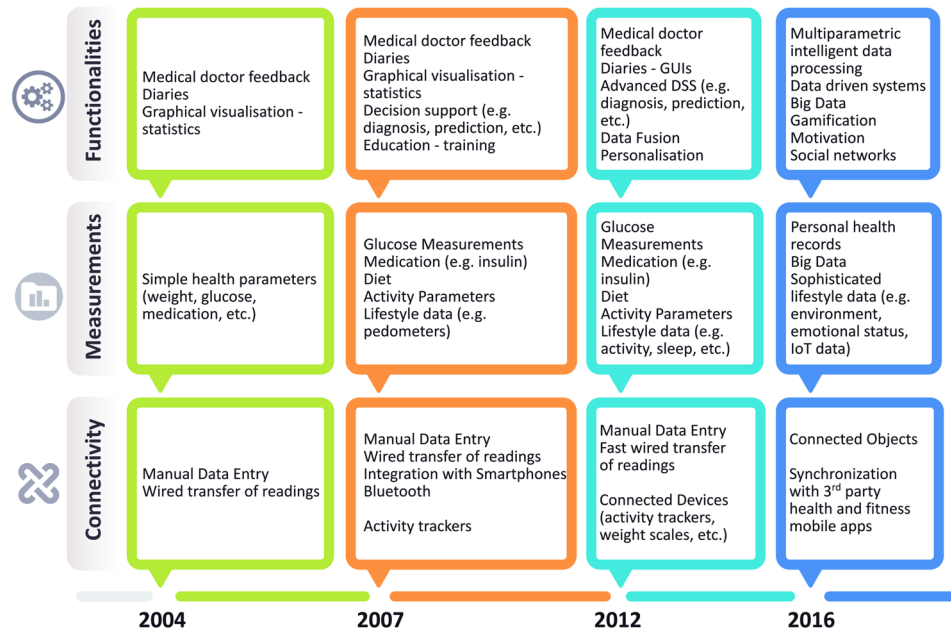 Functionalities
Medical doctor feedback
Diaries
Graphical visualisation -
statistics
Medical doctor feedback
Diaries
Graphical visualisation -
statistics
Decision support (e.g.
diagnosis, prediction, etc.)
Education - training
Medical doctor
feedback
Diaries - GUIs
Advanced DSS (e.g.
diagnosis, prediction,
etc.)
Data Fusion
Personalisation
Multiparametric
intelligent data
processing
Data driven systems
Big Data
Gamification
Motivation
Social networks
Measurements
Simple health parameters
(weight, glucose,
medication, etc.)
Glucose Measurements
Medication (e.g. insulin)
Diet
Activity Parameters
Lifestyle data (e.g.
pedometers)
Glucose
Measurements
Medication (e.g.
insulin)
Diet
Activity Parameters
Lifestyle data (e.g.
activity, sleep, etc.)
Personal health
records
Big Data
Sophisticated
lifestyle data (e.g.
environment,
emotional status,
IoT data)
Connectivity
Manual Data Entry
Wired transfer of readings
Manual Data Entry
Wired transfer of readings
Integration with Smartphones
Bluetooth
Activity trackers
Manual Data Entry
Fast wired transfer
of readings
Connected Devices
(activity trackers,
weight scales, etc.)
Connected Objects
Synchronization
with 3rd party
health and fitness
mobile apps
2004
2007
2012
2016